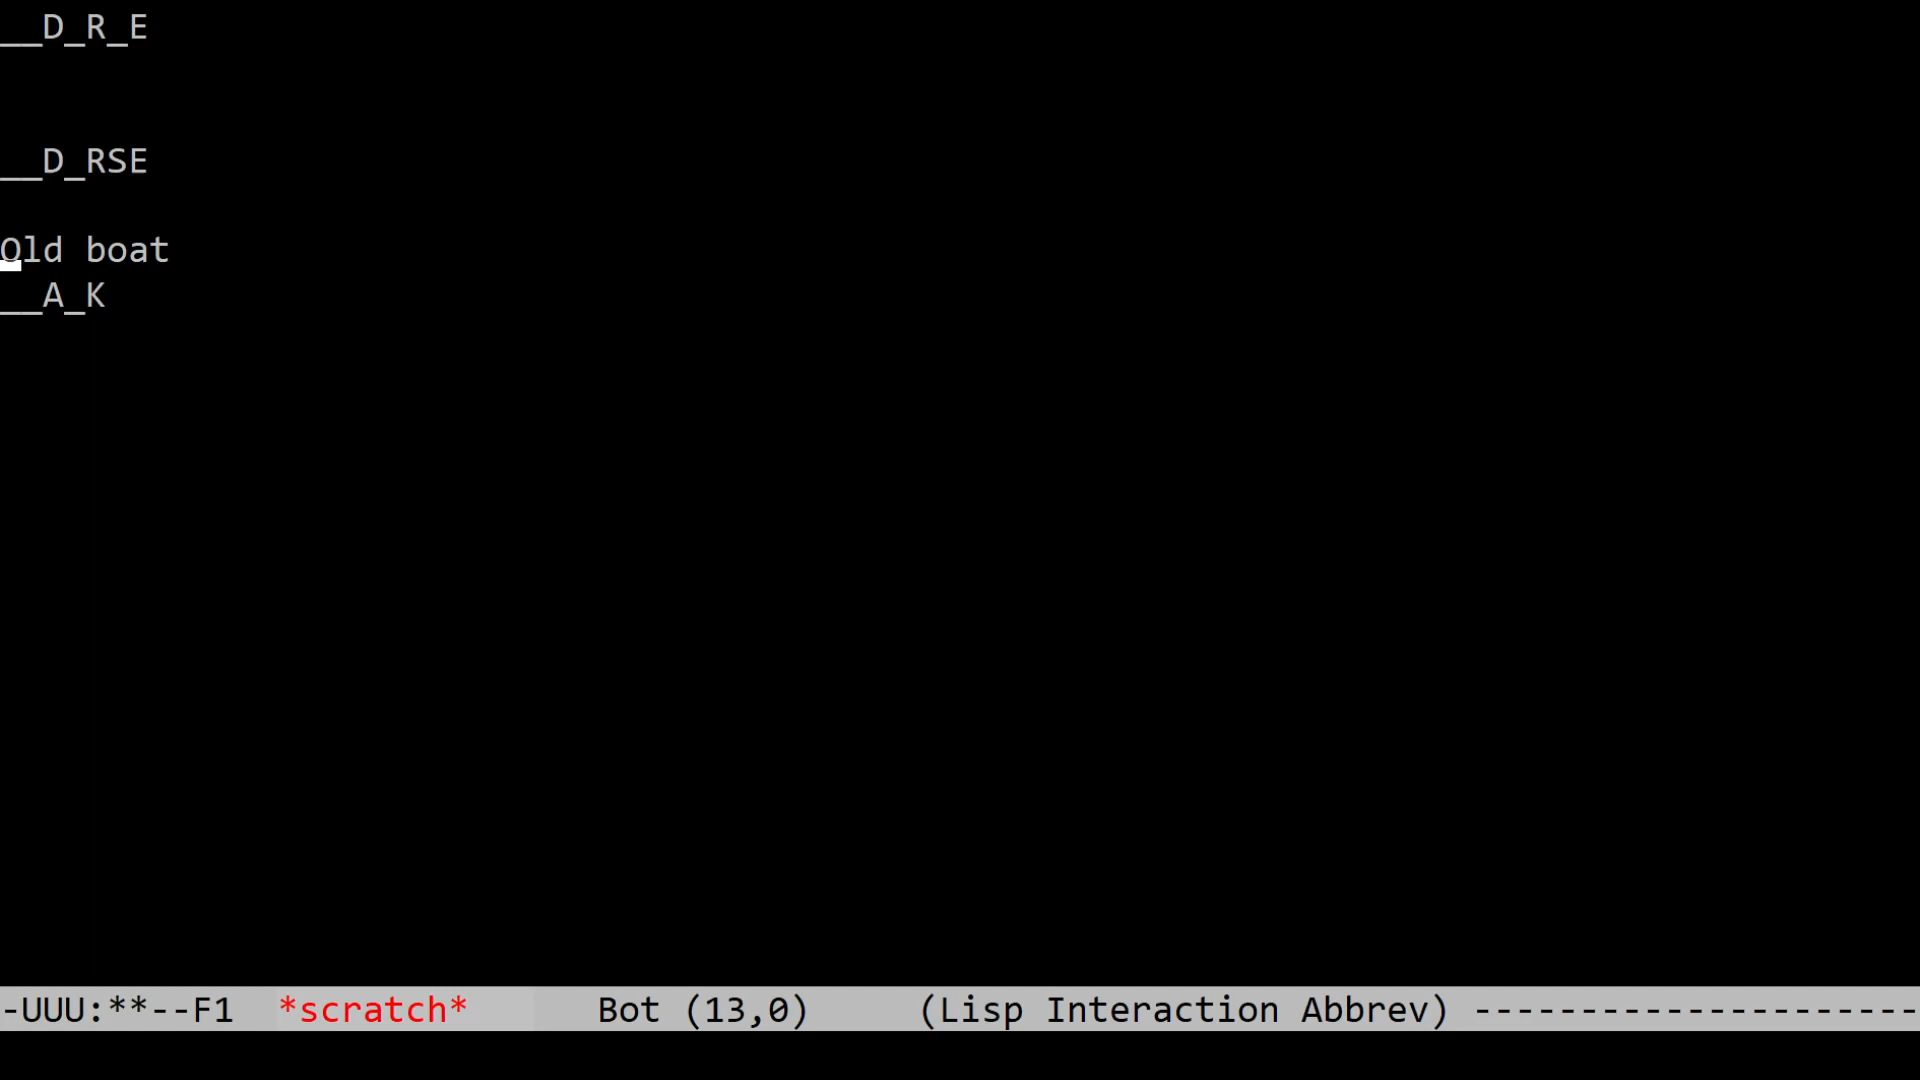 __D_R_E
__D_RSE
Old boat
__A_K
-UUU:**--F1  *scratch*      Bot (13,0)     (Lisp Interaction Abbrev) ---------------------